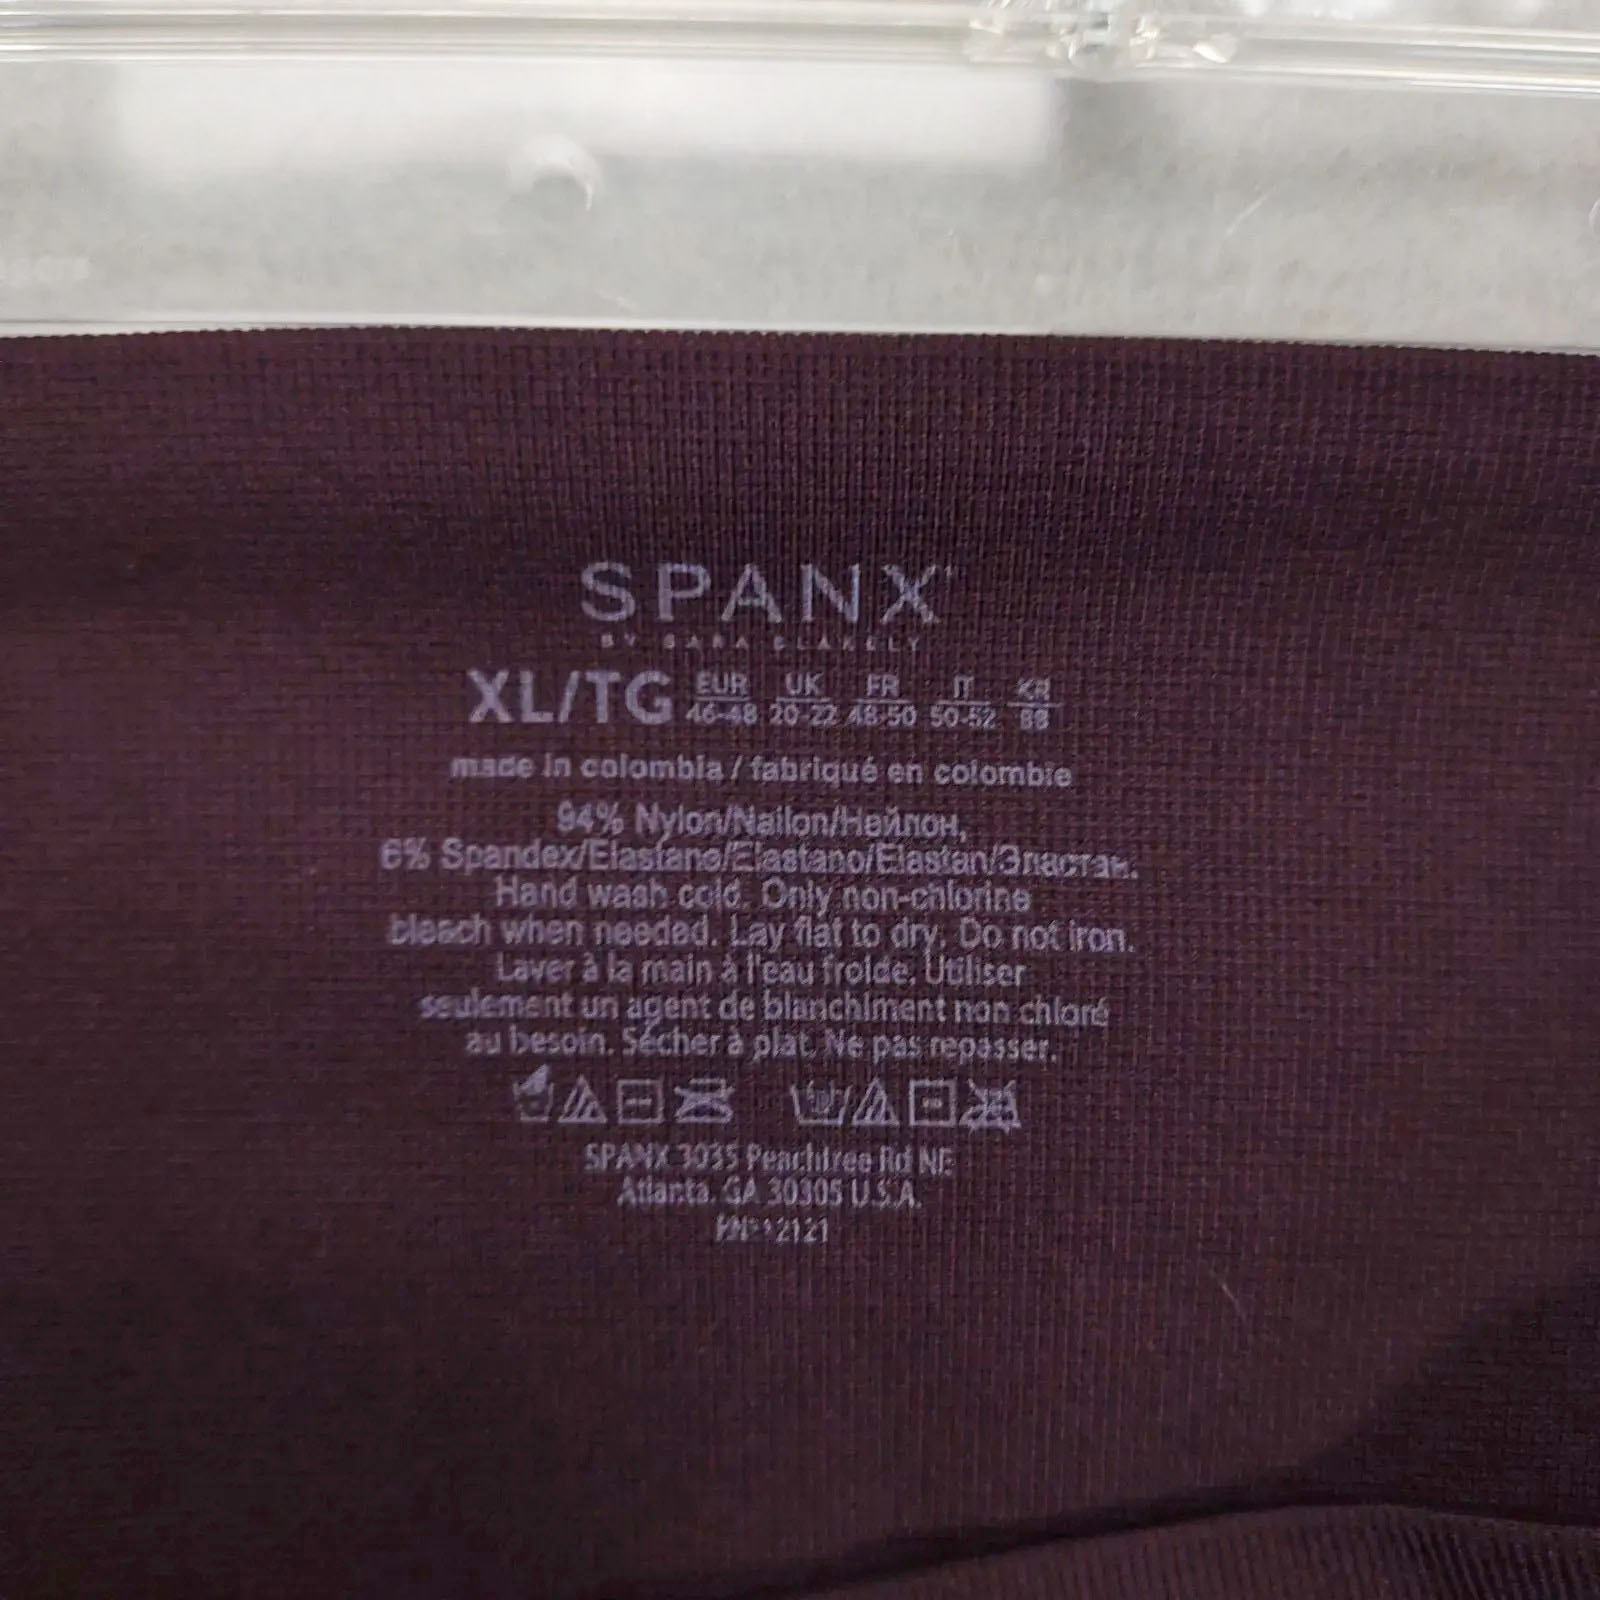 SPANX
BY SARA BLAKELY
XL/TG EUR 46-48 UK 20-22 FR 48-50 IT 50-52 KR 88
made in colombia / fabriqué en colombie
94% Nylon/Nailon/Нейлон,
6% Spandex/Elastane/Elastano/Elastan/Эластан.
Hand wash cold. Only non-chlorine
bleach when needed. Lay flat to dry. Do not iron.
Laver à la main à l'eau froide. Utiliser
seulement un agent de blanchiment non chloré
au besoin. Sécher à plat. Ne pas repasser.
SPANX 3035 Peachtree Rd NE
Atlanta, GA 30305 U.S.A.